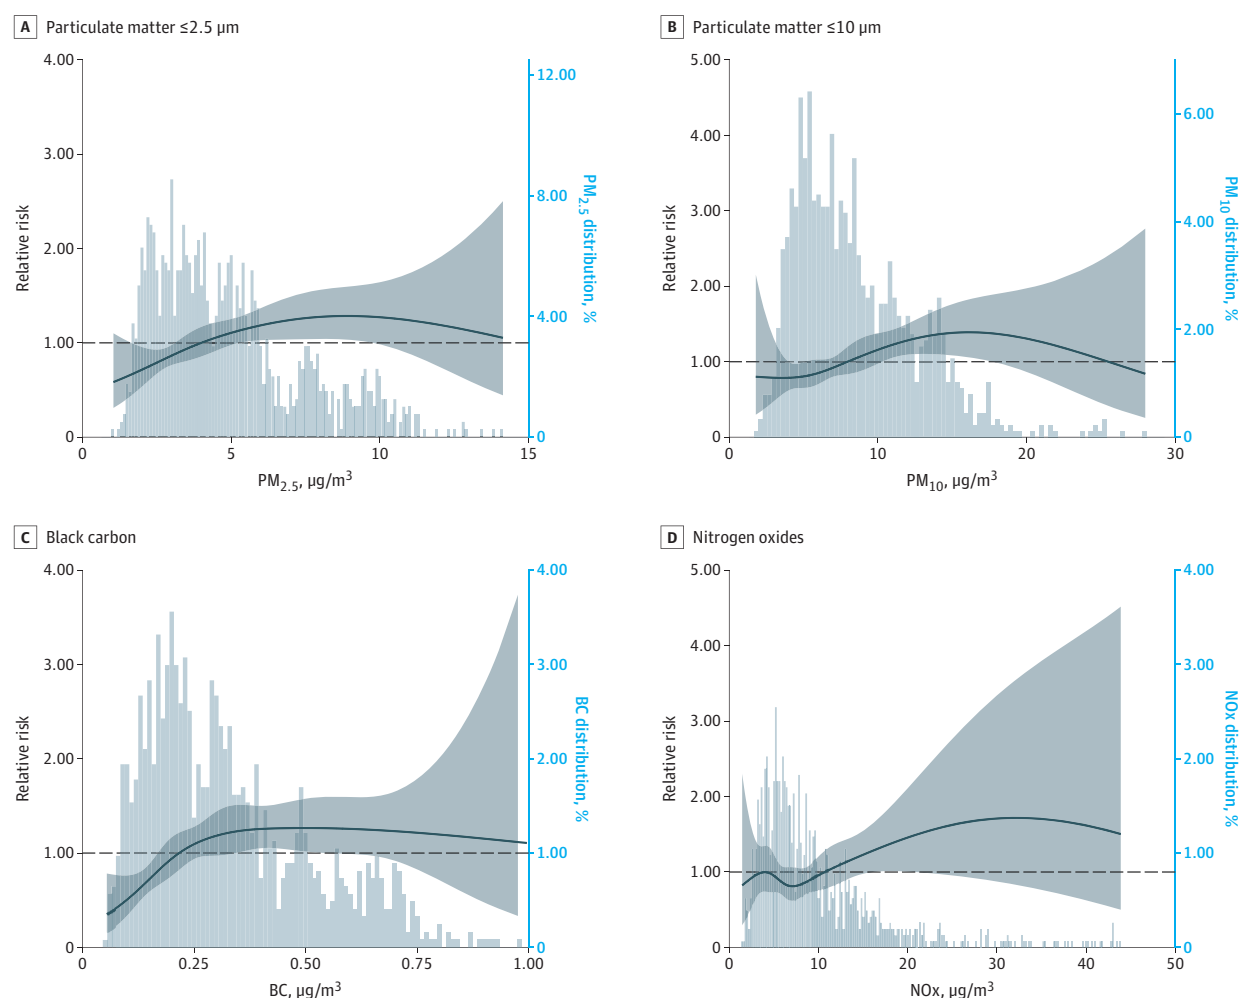 A Particulate matter ≤2.5 μm
4.00
3.00
2.00
1.00
0
Relative risk
12.00
8.00
4.00
0
PM2.5 distribution, %
0 5 10 15
PM2.5, μg/m3
B Particulate matter ≤10 μm
5.00
4.00
3.00
2.00
1.00
0
Relative risk
6.00
4.00
2.00
0
PM10 distribution, %
0 10 20 30
PM10, μg/m3
C Black carbon
4.00
3.00
2.00
1.00
0
Relative risk
4.00
3.00
2.00
1.00
0
BC distribution, %
0 0.25 0.50 0.75 1.00
BC, μg/m3
D Nitrogen oxides
5.00
4.00
3.00
2.00
1.00
0
Relative risk
4.00
3.00
2.00
1.00
0
NOx distribution, %
0 10 20 30 40 50
NOx, μg/m3